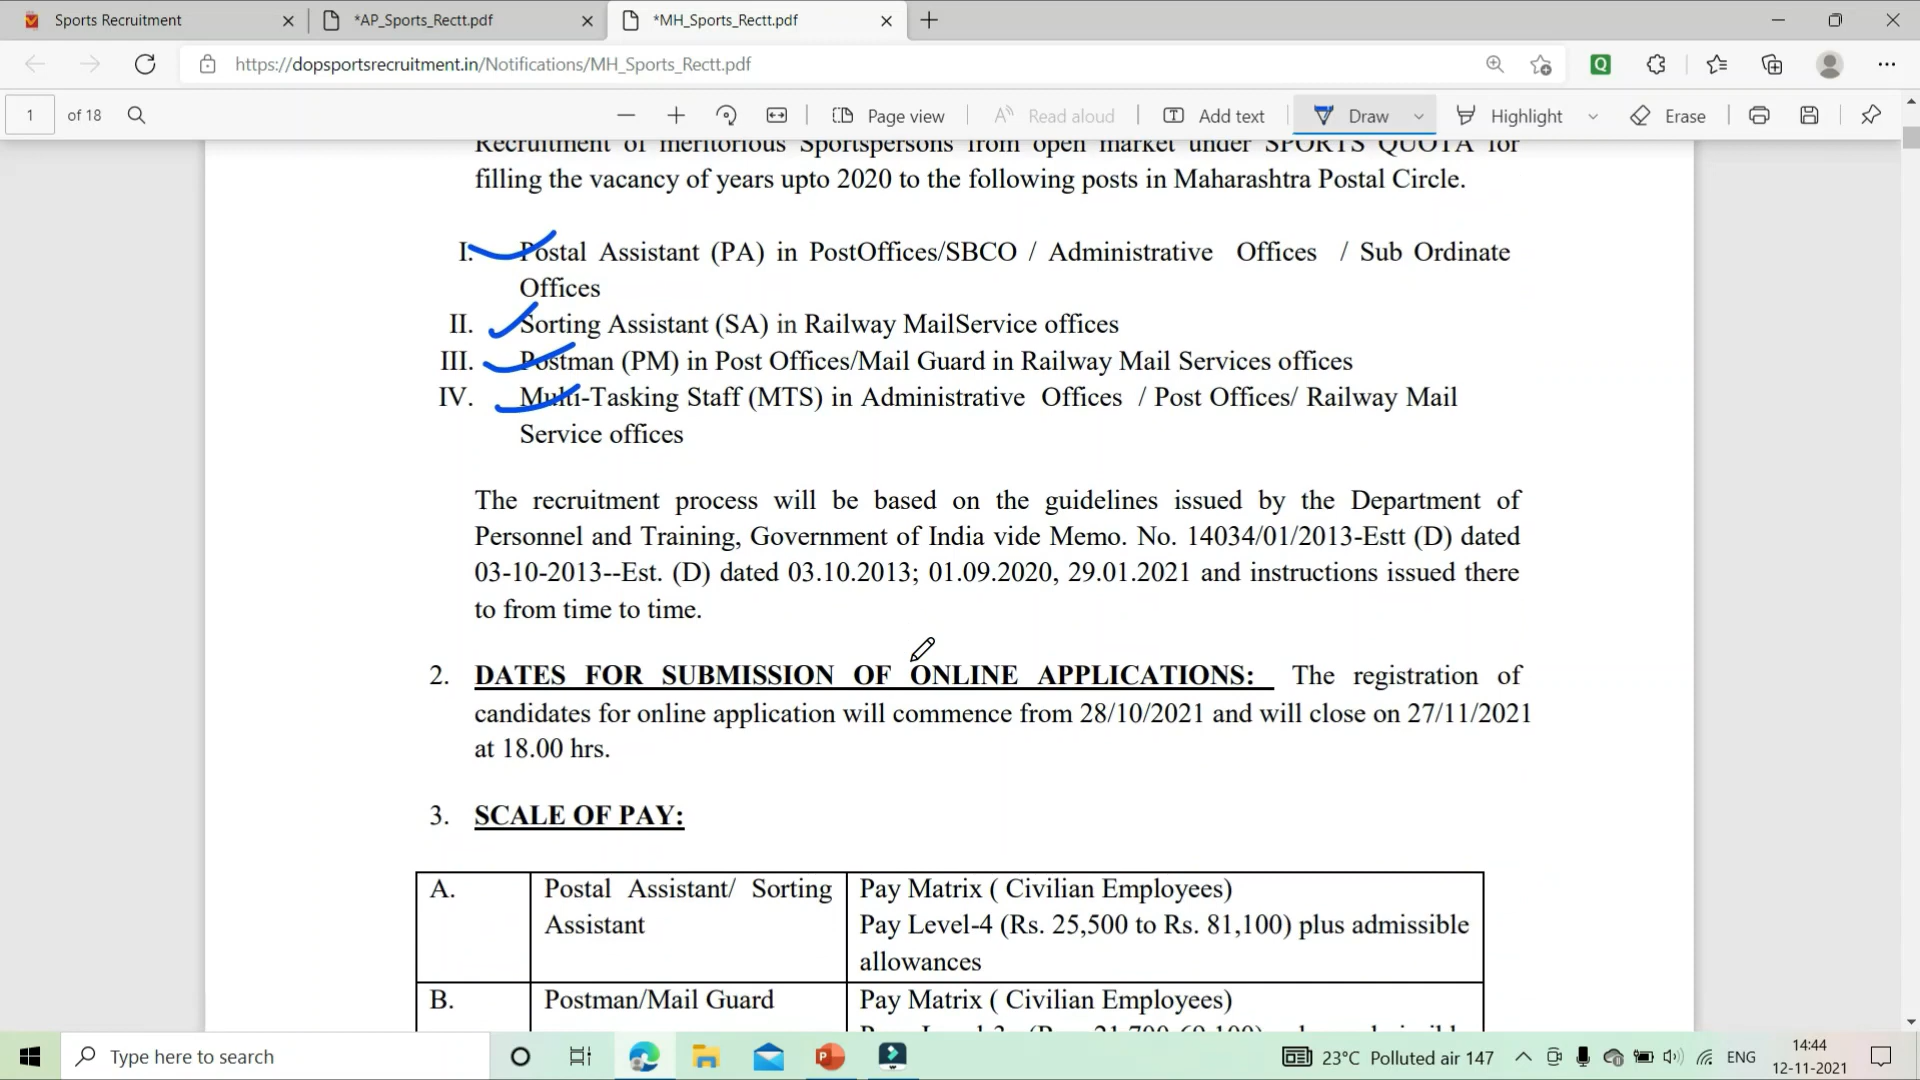 Sports Recruitment
*AP_Sports_Rectt.pdf
*MH_Sports_Rectt.pdf
https://dopsportsrecruitment.in/Notifications/MH_Sports_Rectt.pdf
1 of 18
Page view
Read aloud
Add text
Draw
Highlight
Erase
Recruitment of meritorious Sportspersons from open market under SPORTS QUOTA for
filling the vacancy of years upto 2020 to the following posts in Maharashtra Postal Circle.
I. Postal Assistant (PA) in PostOffices/SBCO / Administrative Offices / Sub Ordinate
Offices
II. Sorting Assistant (SA) in Railway MailService offices
III. Postman (PM) in Post Offices/Mail Guard in Railway Mail Services offices
IV. Multi-Tasking Staff (MTS) in Administrative Offices / Post Offices/ Railway Mail
Service offices
The recruitment process will be based on the guidelines issued by the Department of
Personnel and Training, Government of India vide Memo. No. 14034/01/2013-Estt (D) dated
03-10-2013--Est. (D) dated 03.10.2013; 01.09.2020, 29.01.2021 and instructions issued there
to from time to time.
2. DATES FOR SUBMISSION OF ONLINE APPLICATIONS: The registration of
candidates for online application will commence from 28/10/2021 and will close on 27/11/2021
at 18.00 hrs.
3. SCALE OF PAY:
A. Postal Assistant/ Sorting Pay Matrix ( Civilian Employees)
Assistant Pay Level-4 (Rs. 25,500 to Rs. 81,100) plus admissible
allowances
B. Postman/Mail Guard Pay Matrix ( Civilian Employees)
Type here to search
23°C Polluted air 147
ENG
14:44
12-11-2021